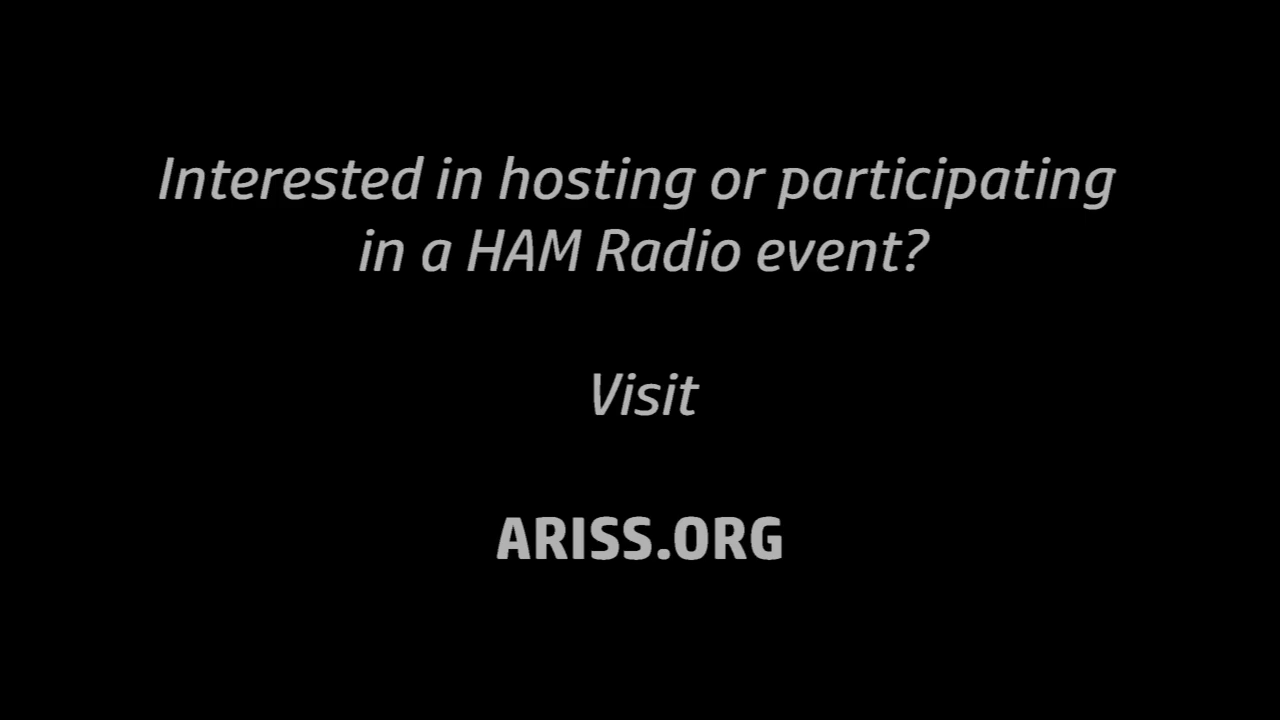 Interested in hosting or participating
in a HAM Radio event?
Visit
ARISS.ORG